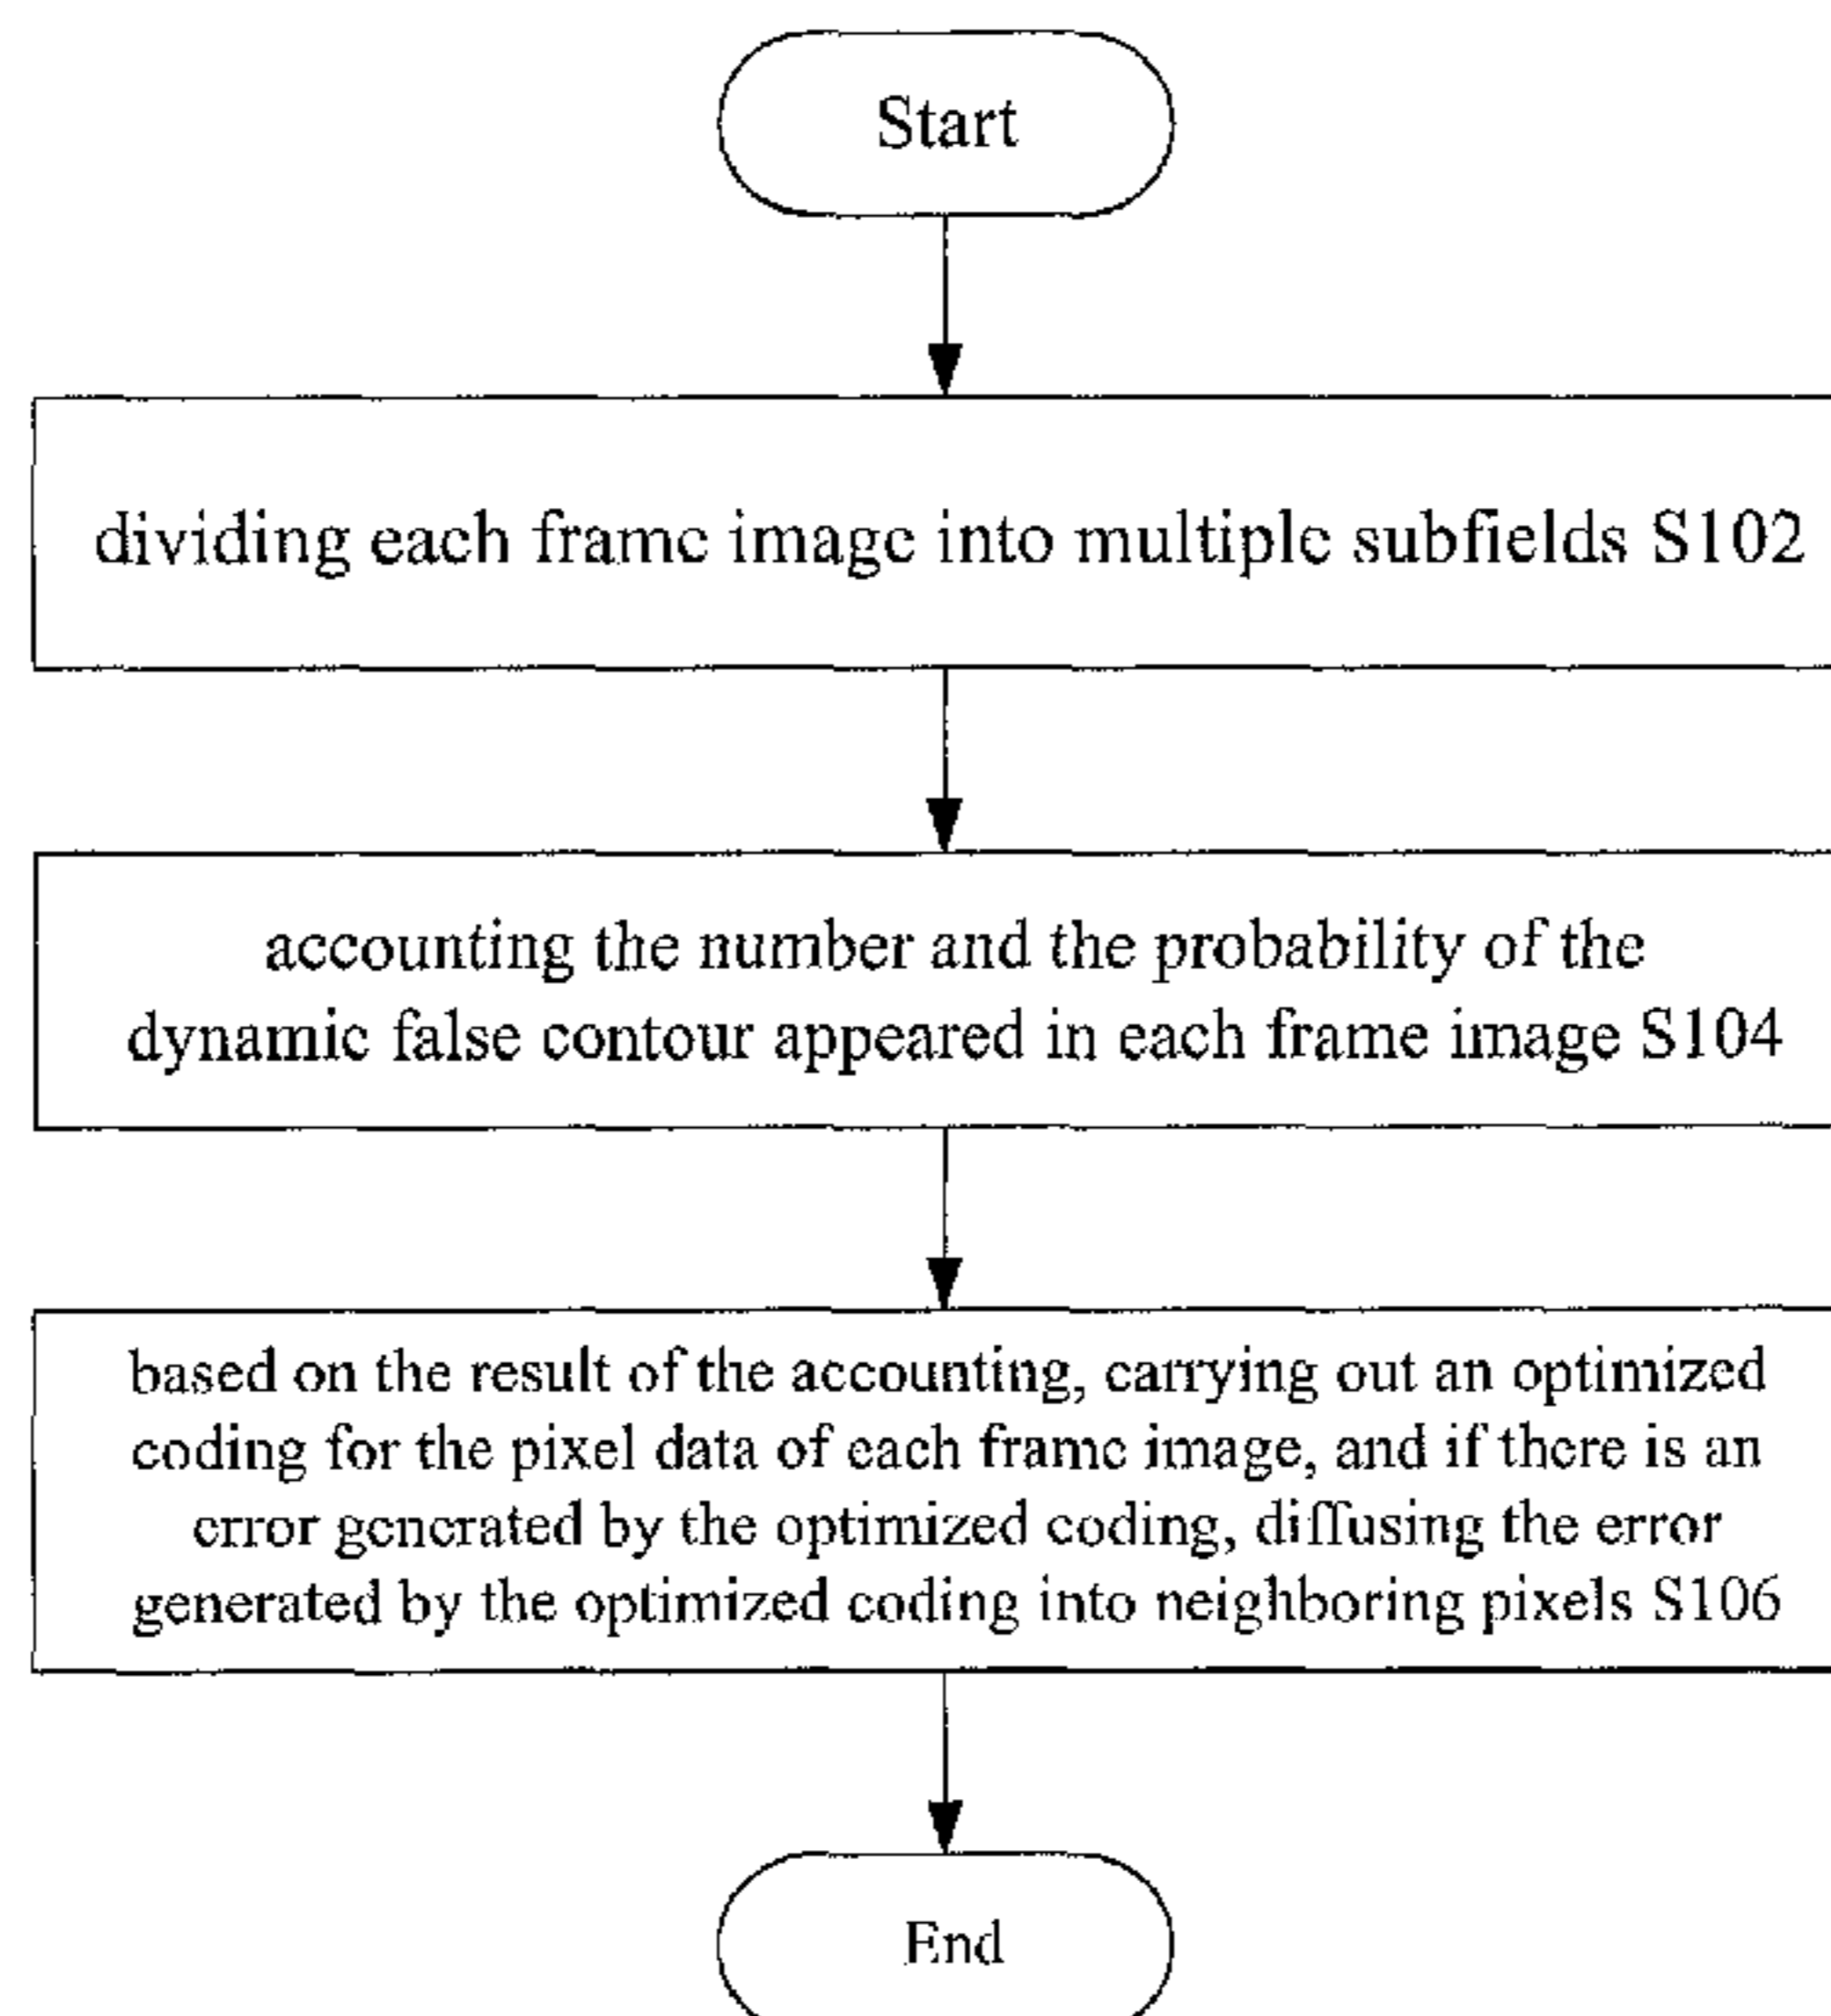 Start
dividing each frame image into multiple subfields S102
accounting the number and the probability of the
dynamic false contour appeared in each frame image S104
based on the result of the accounting, carrying out an optimized
coding for the pixel data of each frame image, and if there is an
error generated by the optimized coding, diffusing the error
generated by the optimized coding into neighboring pixels S106
End